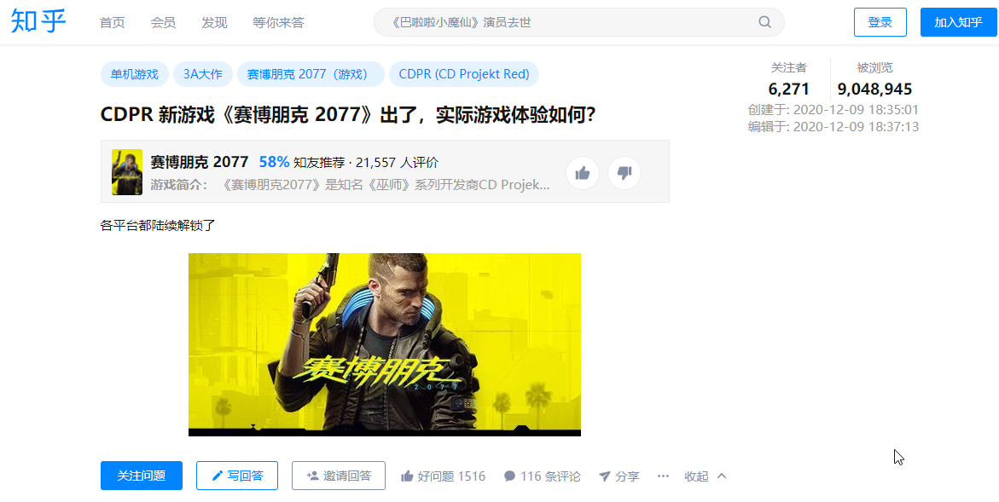 知乎 首页 会员 发现 等你来答 《巴啦啦小魔仙》演员去世 登录 加入知乎
单机游戏 3A大作 赛博朋克 2077（游戏） CDPR (CD Projekt Red)
关注者 被浏览
6,271 9,048,945
创建于: 2020-12-09 18:35:01
编辑于: 2020-12-09 18:37:13
CDPR 新游戏《赛博朋克 2077》出了，实际游戏体验如何？
赛博朋克 2077 58% 知友推荐 · 21,557 人评价
游戏简介： 《赛博朋克2077》是知名《巫师》系列开发商CD Projek...
各平台都陆续解锁了
赛博朋克
2077
关注问题 写回答 邀请回答 好问题 1516 116 条评论 分享 ··· 收起